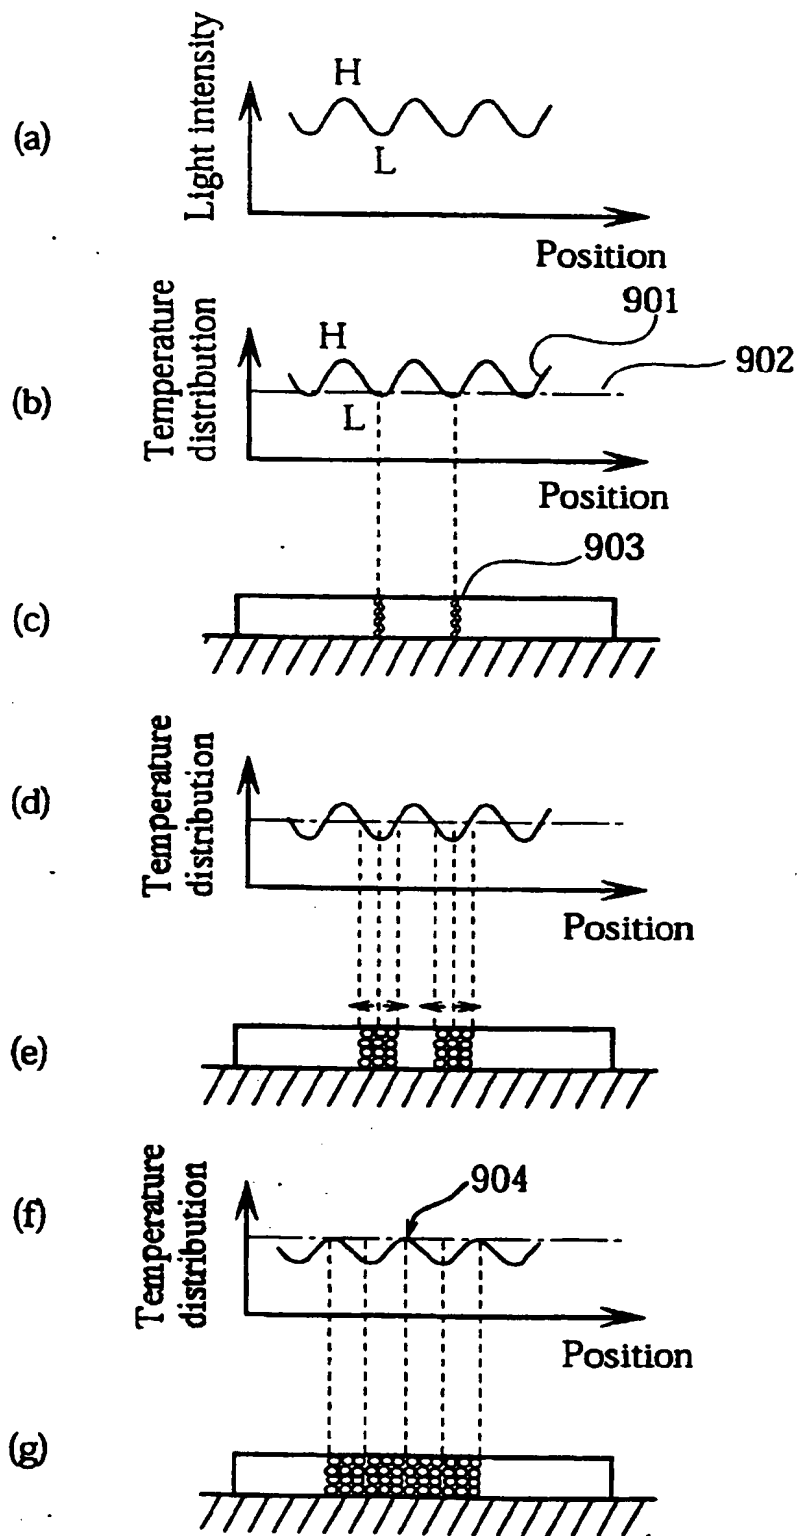 (a)
Light intensity
H
L
Position
(b)
Temperature
distribution
H
L
901
902
Position
(c)
903
(d)
Temperature
distribution
Position
(e)
(f)
Temperature
distribution
904
Position
(g)